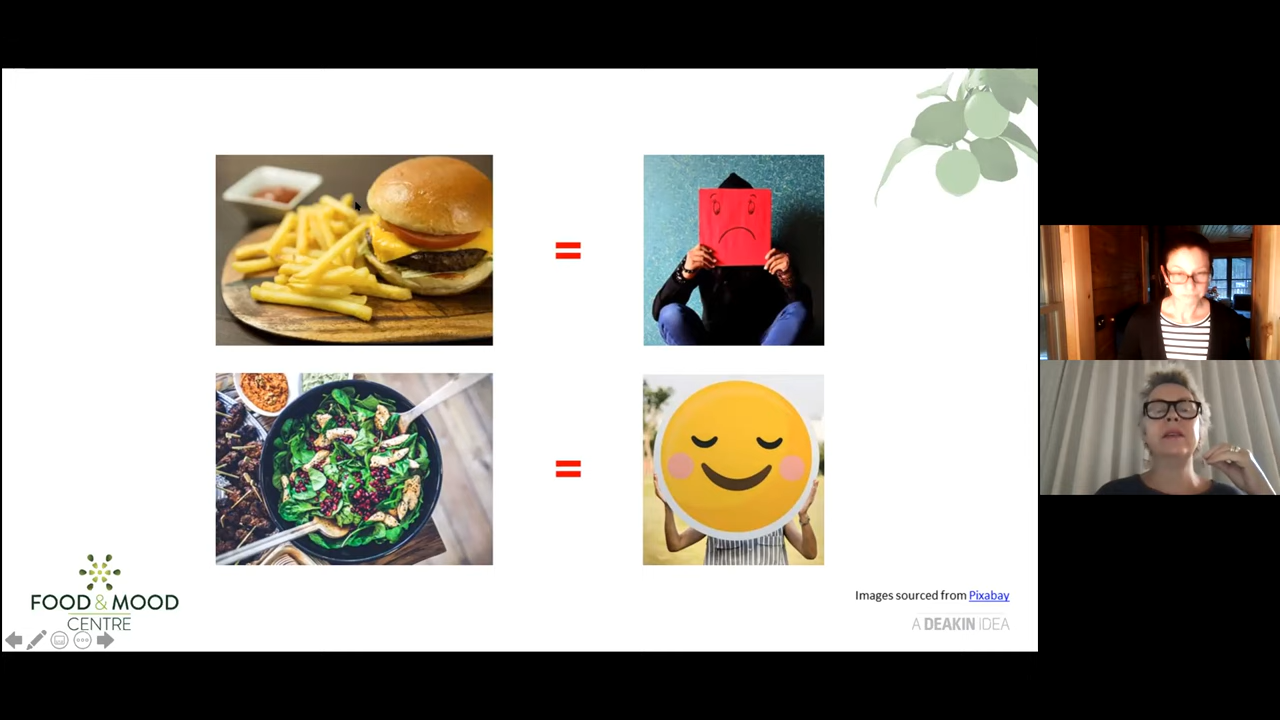 =
=
FOOD & MOOD
CENTRE
Images sourced from Pixabay
A DEAKIN IDEA